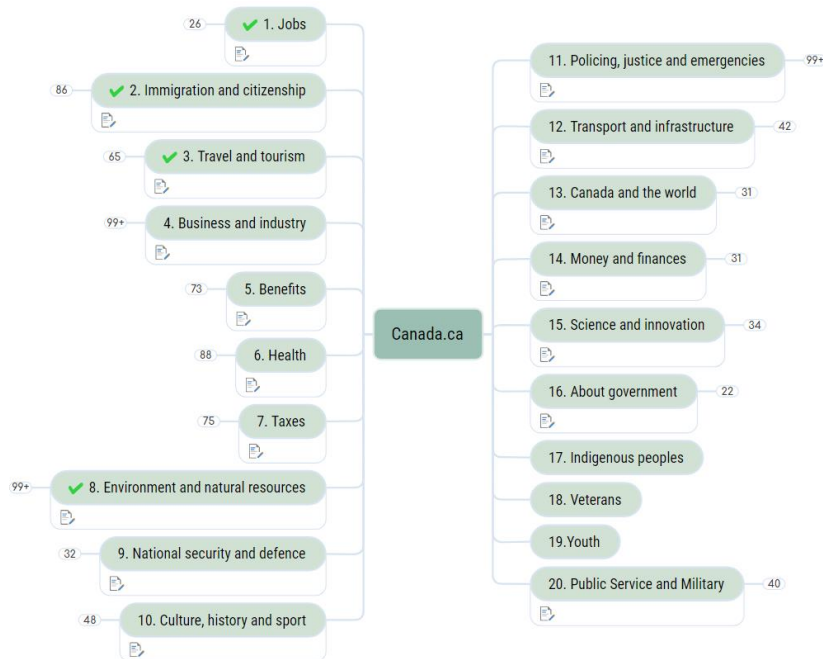 26
1. Jobs
86
2. Immigration and citizenship
65
3. Travel and tourism
99+
4. Business and industry
73
5. Benefits
88
6. Health
75
7. Taxes
99+
8. Environment and natural resources
32
9. National security and defence
48
10. Culture, history and sport
Canada.ca
11. Policing, justice and emergencies
99+
12. Transport and infrastructure
42
13. Canada and the world
31
14. Money and finances
31
15. Science and innovation
34
16. About government
22
17. Indigenous peoples
18. Veterans
19.Youth
20. Public Service and Military
40